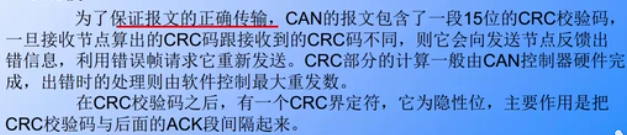 为了保证报文的正确传输，CAN的报文包含了一段15位的CRC校验码，
一旦接收节点算出的CRC码跟接收到的CRC码不同，则它会向发送节点反馈出
错信息，利用错误帧请求它重新发送。CRC部分的计算一般由CAN控制器硬件完
成，出错时的处理则由软件控制最大重发数。
在CRC校验码之后，有一个CRC界定符，它为隐性位，主要作用是把
CRC校验码与后面的ACK段间隔起来。